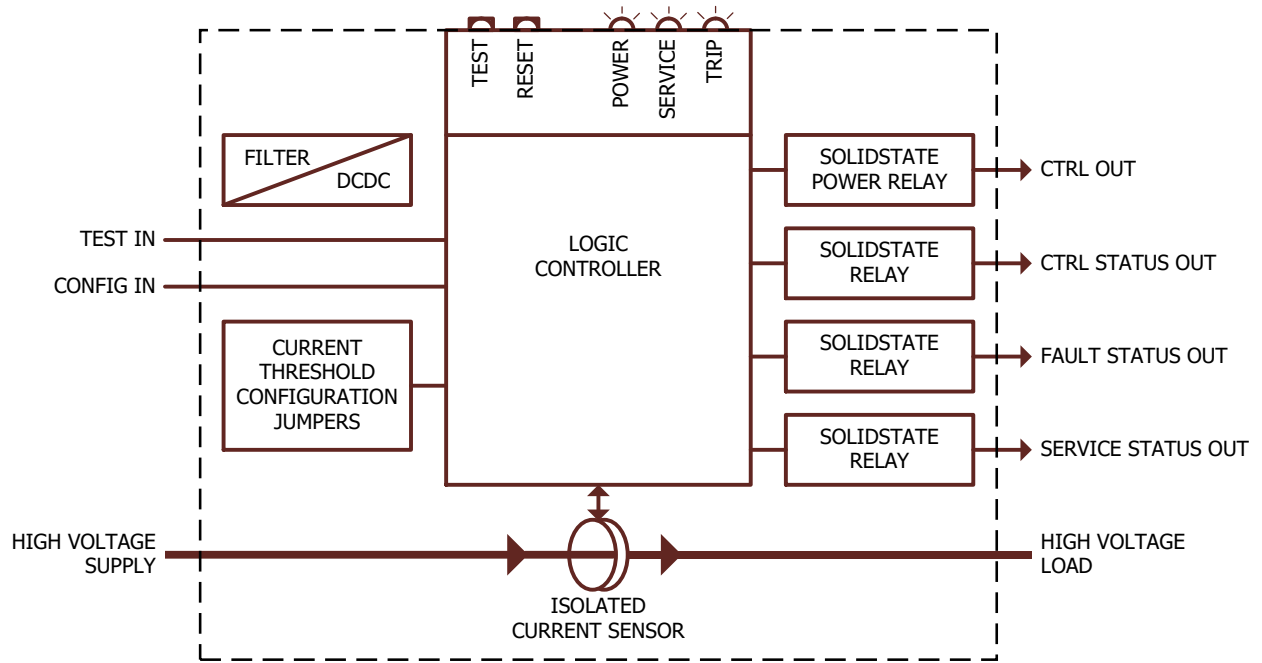 TEST
RESET
POWER
SERVICE
TRIP
FILTER
DCDC
SOLIDSTATE
POWER RELAY
CTRL OUT
TEST IN
CONFIG IN
LOGIC
CONTROLLER
SOLIDSTATE
RELAY
CTRL STATUS OUT
CURRENT
THRESHOLD
CONFIGURATION
JUMPERS
SOLIDSTATE
RELAY
FAULT STATUS OUT
SOLIDSTATE
RELAY
SERVICE STATUS OUT
HIGH VOLTAGE
SUPPLY
ISOLATED
CURRENT SENSOR
HIGH VOLTAGE
LOAD